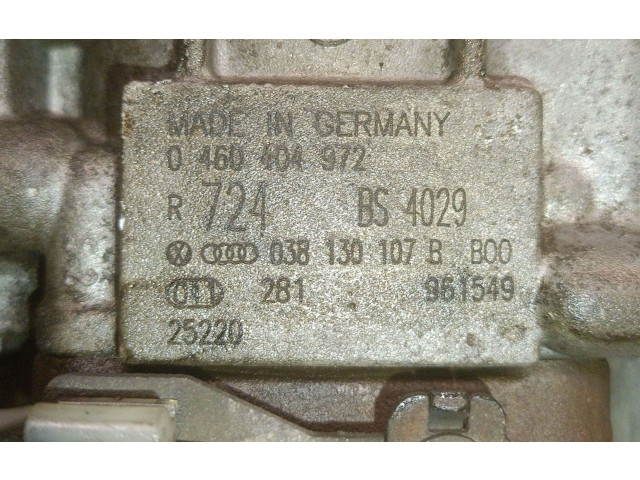 MADE IN GERMANY
0 460 404 972
R 724 BS 4029
038 130 107 B B00
281 961549
25220